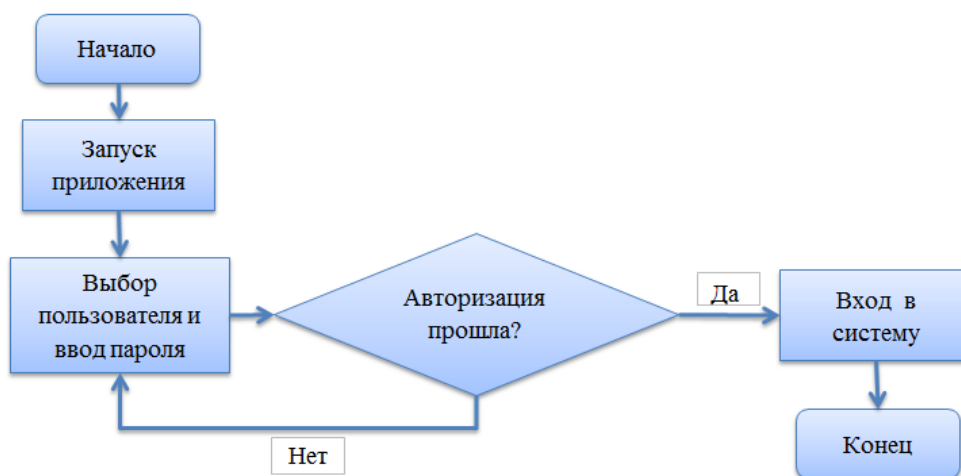 Начало
Запуск
приложения
Выбор
пользователя и
ввод пароля
Авторизация
прошла?
Да
Вход в
систему
Нет
Конец